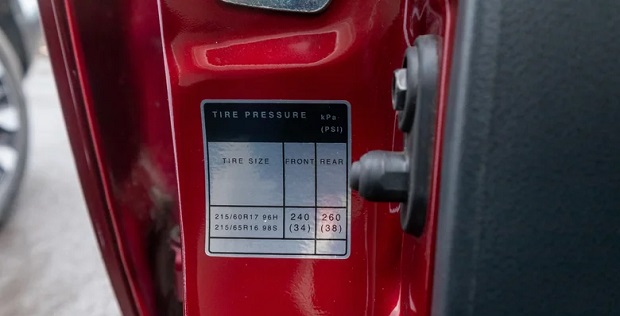 TIRE PRESSURE kPa
(PSI)
TIRE SIZE FRONT REAR
215/60R17 96H 240 260
215/65R16 98S (34) (38)